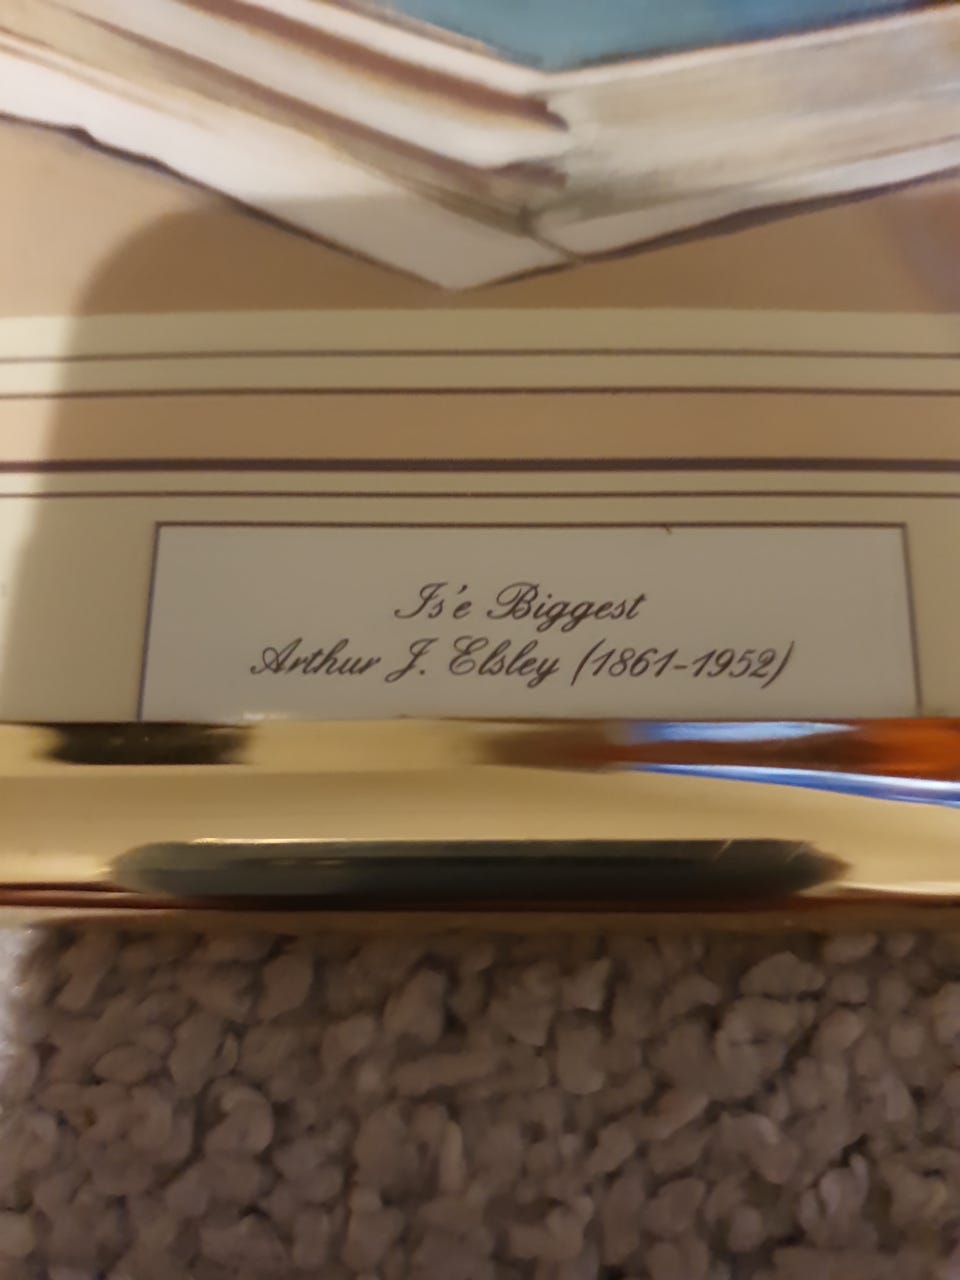 Is'e Biggest
Arthur J. Elsley (1861-1952)